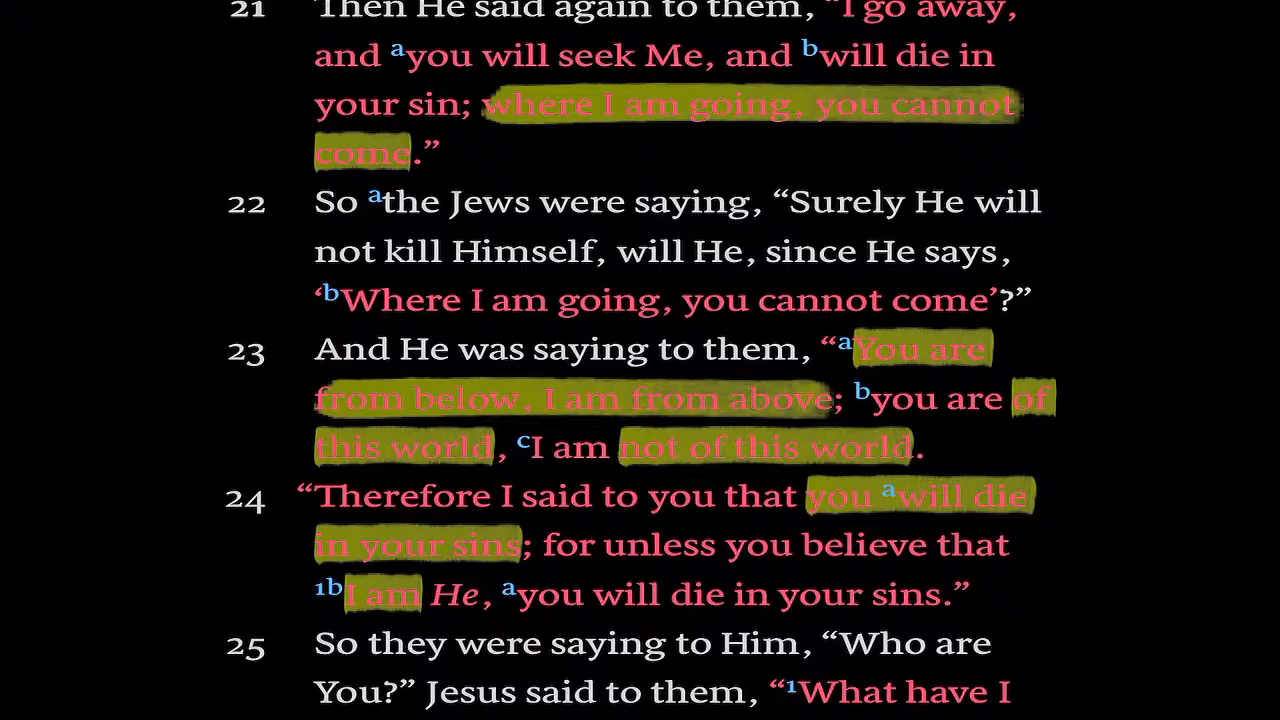 21 Then He said again to them, “I go away,
and ayou will seek Me, and bwill die in
your sin; where I am going, you cannot
come.”
22 So athe Jews were saying, “Surely He will
not kill Himself, will He, since He says,
‘bWhere I am going, you cannot come’?”
23 And He was saying to them, “aYou are
from below, I am from above; byou are of
this world, cI am not of this world.
24 “Therefore I said to you that you awill die
in your sins; for unless you believe that
1bI am He, ayou will die in your sins.”
25 So they were saying to Him, “Who are
You?” Jesus said to them, “1What have I